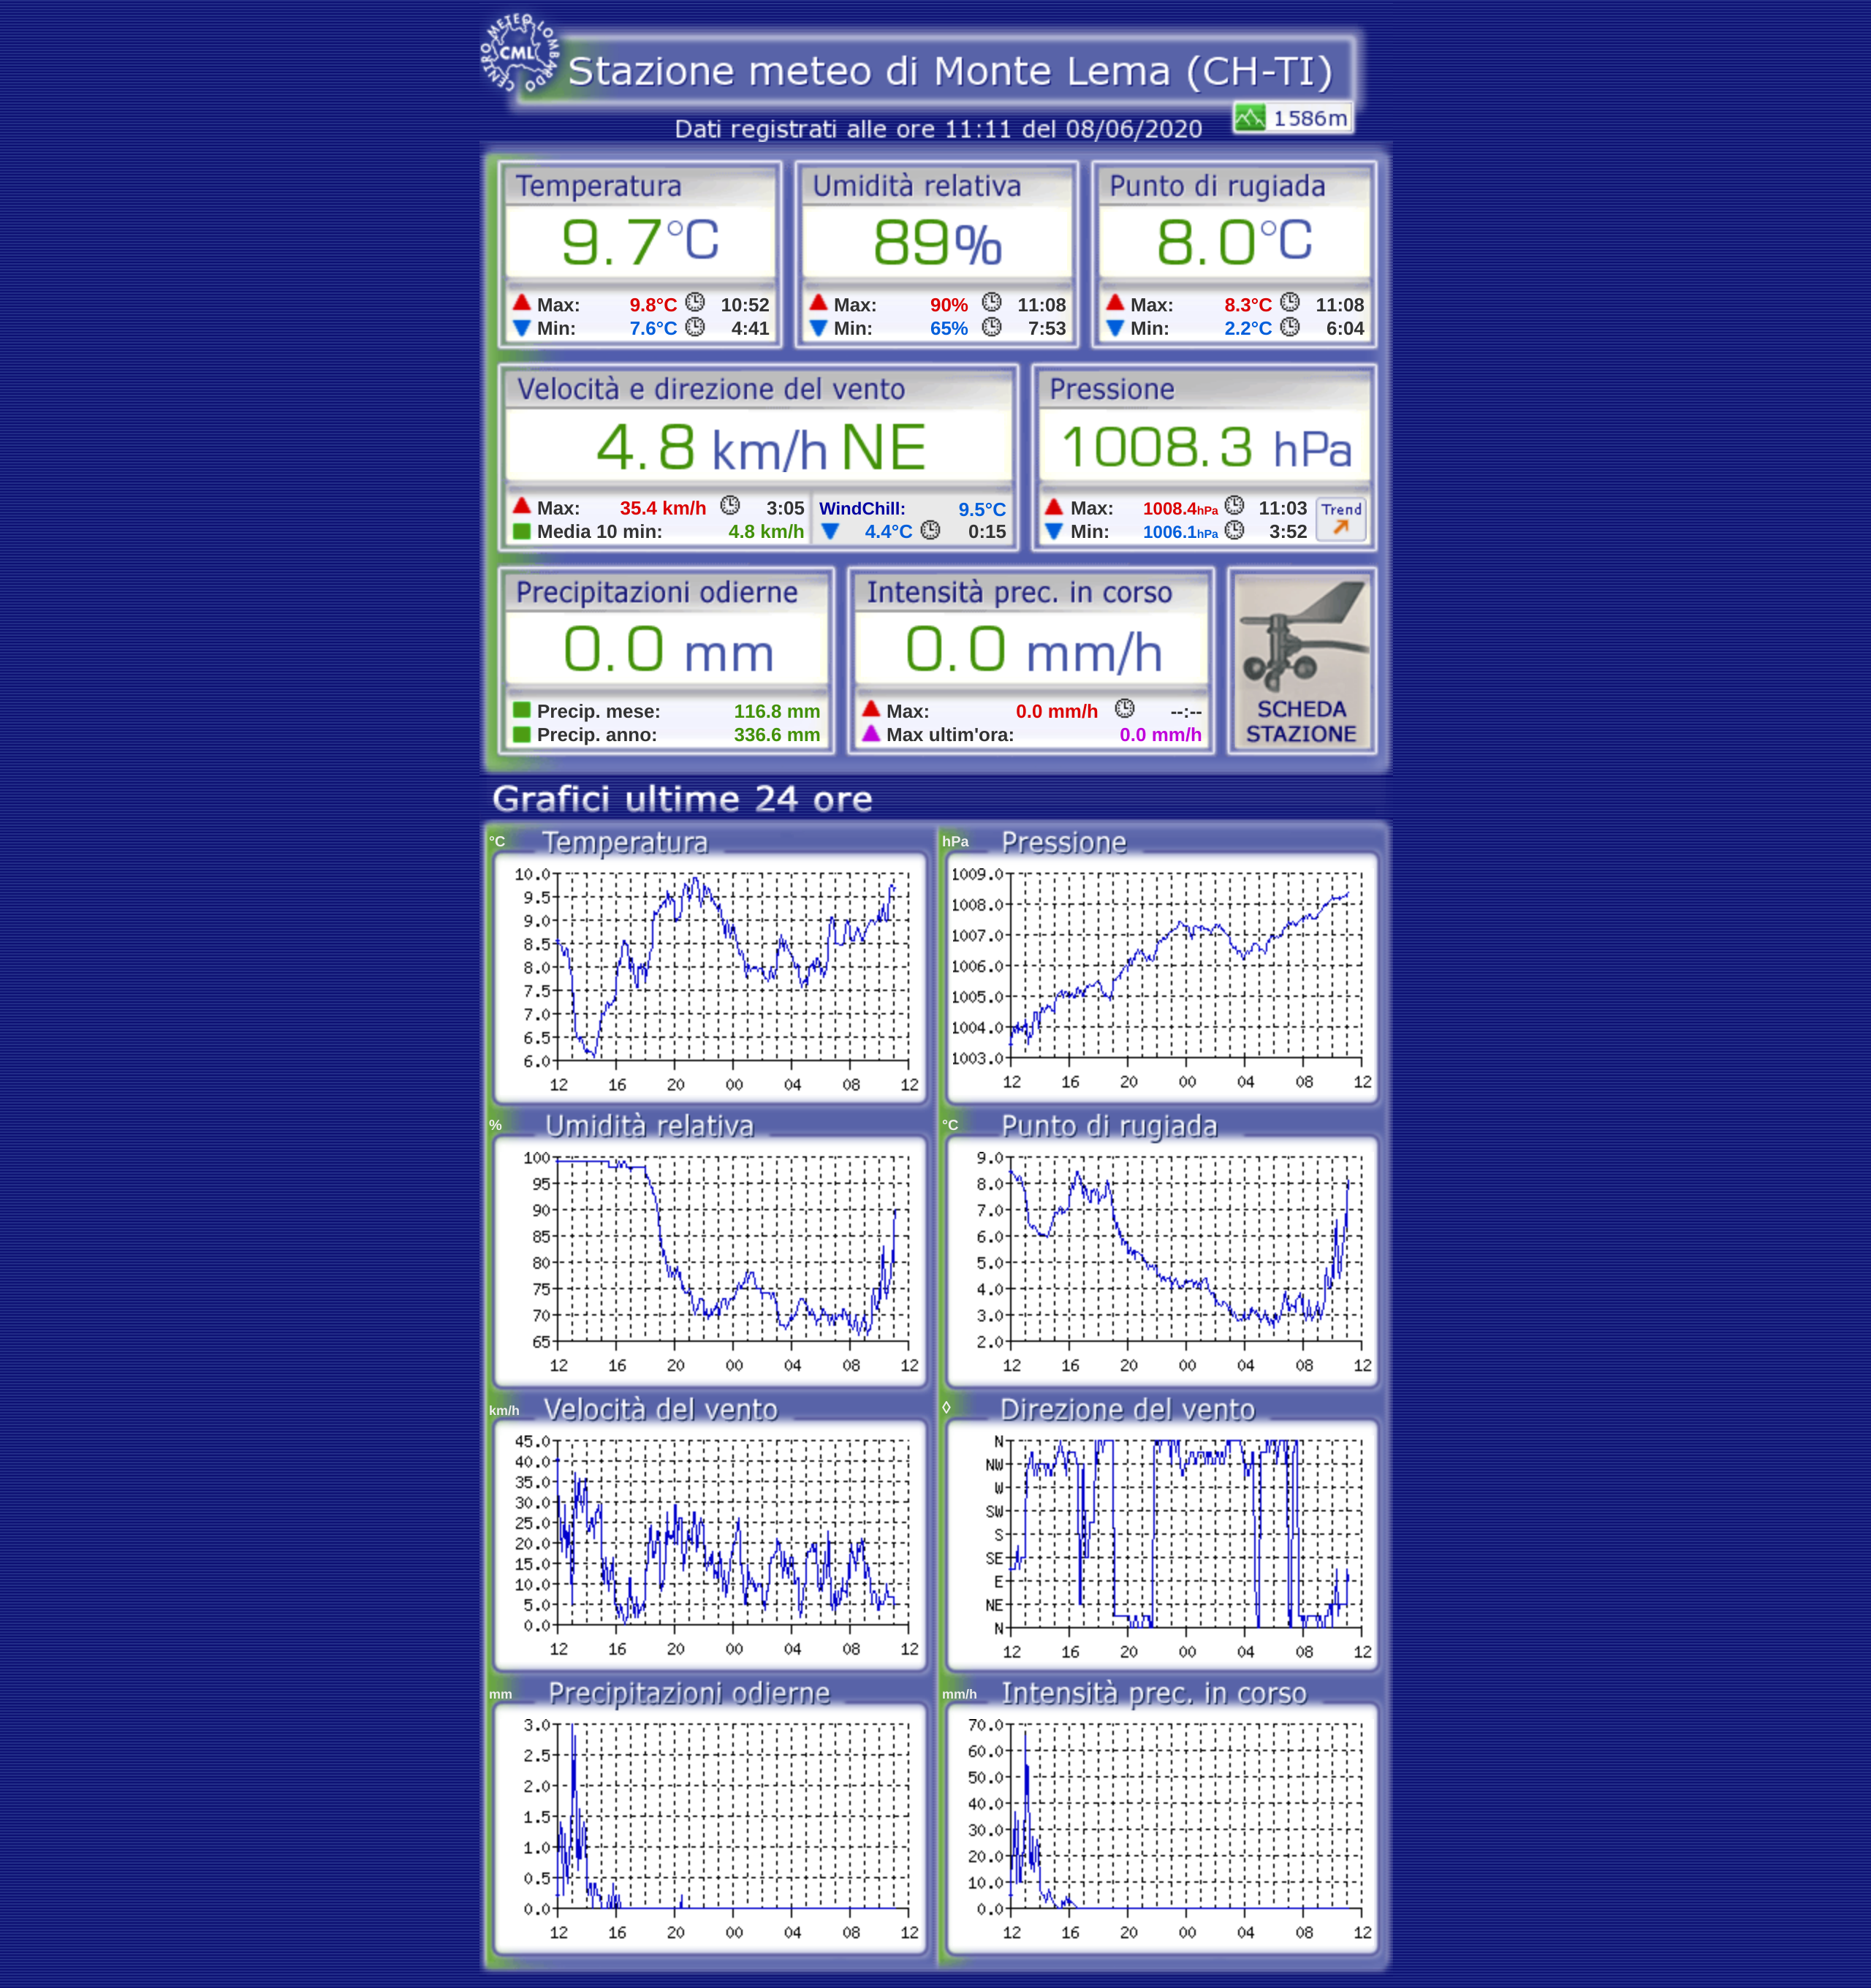 CENTRO METEO LOMBARDO
CML
Stazione meteo di Monte Lema (CH-TI)
1586m
Dati registrati alle ore 11:11 del 08/06/2020
Temperatura
9.7°C
Max: 9.8°C 10:52
Min: 7.6°C 4:41
Umidità relativa
89%
Max: 90% 11:08
Min: 65% 7:53
Punto di rugiada
8.0°C
Max: 8.3°C 11:08
Min: 2.2°C 6:04
Velocità e direzione del vento
4.8 km/h NE
Max: 35.4 km/h 3:05
Media 10 min: 4.8 km/h
WindChill: 9.5°C
4.4°C 0:15
Pressione
1008.3 hPa
Max: 1008.4hPa 11:03
Min: 1006.1hPa 3:52
Trend
Precipitazioni odierne
0.0 mm
Precip. mese: 116.8 mm
Precip. anno: 336.6 mm
Intensità prec. in corso
0.0 mm/h
Max: 0.0 mm/h --:--
Max ultim'ora: 0.0 mm/h
SCHEDA
STAZIONE
Grafici ultime 24 ore
°C Temperatura
10.0
9.5
9.0
8.5
8.0
7.5
7.0
6.5
6.0
12 16 20 00 04 08 12
hPa Pressione
1009.0
1008.0
1007.0
1006.0
1005.0
1004.0
1003.0
12 16 20 00 04 08 12
% Umidità relativa
100
95
90
85
80
75
70
65
12 16 20 00 04 08 12
°C Punto di rugiada
9.0
8.0
7.0
6.0
5.0
4.0
3.0
2.0
12 16 20 00 04 08 12
km/h Velocità del vento
45.0
40.0
35.0
30.0
25.0
20.0
15.0
10.0
5.0
0.0
12 16 20 00 04 08 12
◊ Direzione del vento
N
NW
W
SW
S
SE
E
NE
N
12 16 20 00 04 08 12
mm Precipitazioni odierne
3.0
2.5
2.0
1.5
1.0
0.5
0.0
12 16 20 00 04 08 12
mm/h Intensità prec. in corso
70.0
60.0
50.0
40.0
30.0
20.0
10.0
0.0
12 16 20 00 04 08 12